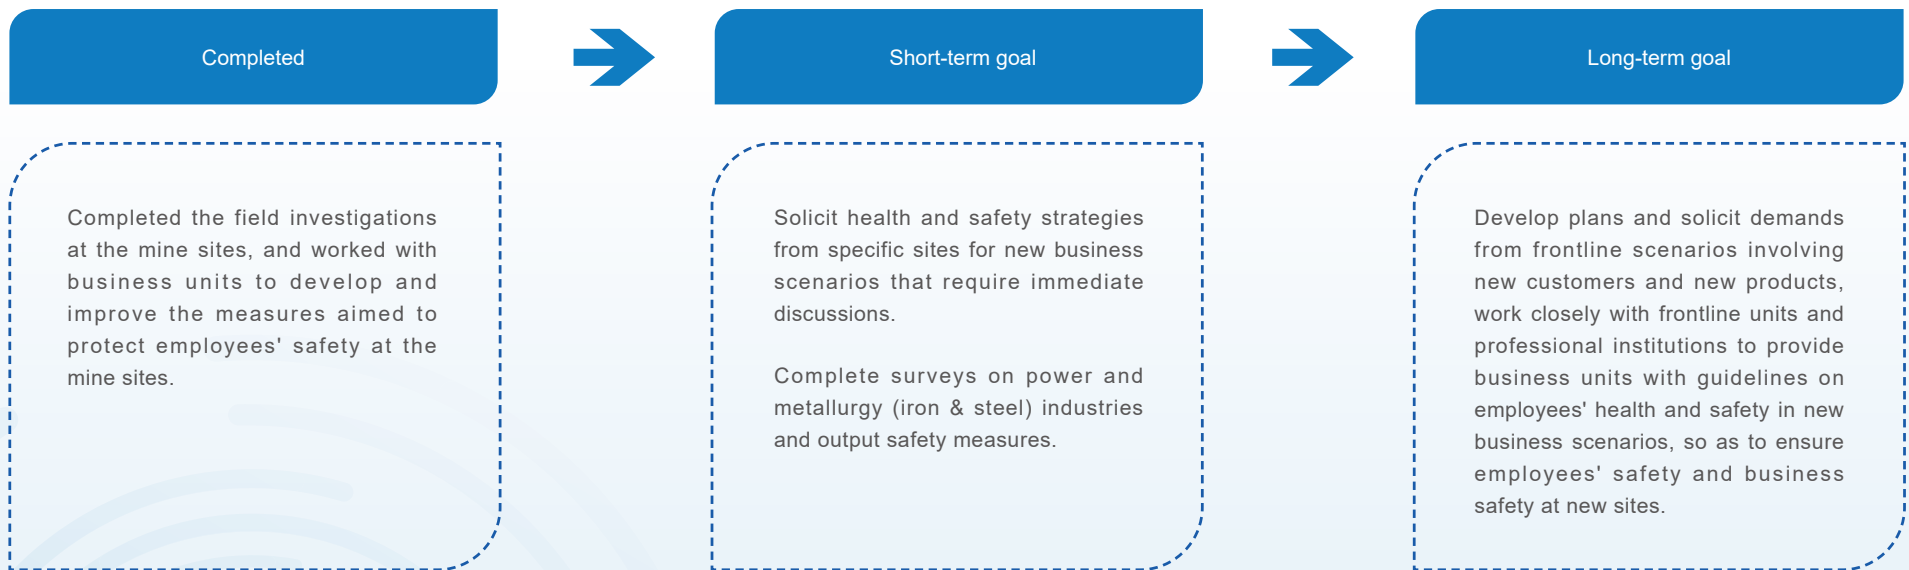 Completed
Short-term goal
Long-term goal
Completed the field investigations
at the mine sites, and worked with
business units to develop and
improve the measures aimed to
protect employees' safety at the
mine sites.
Solicit health and safety strategies
from specific sites for new business
scenarios that require immediate
discussions.
Complete surveys on power and
metallurgy (iron & steel) industries
and output safety measures.
Develop plans and solicit demands
from frontline scenarios involving
new customers and new products,
work closely with frontline units and
professional institutions to provide
business units with guidelines on
employees' health and safety in new
business scenarios, so as to ensure
employees' safety and business
safety at new sites.